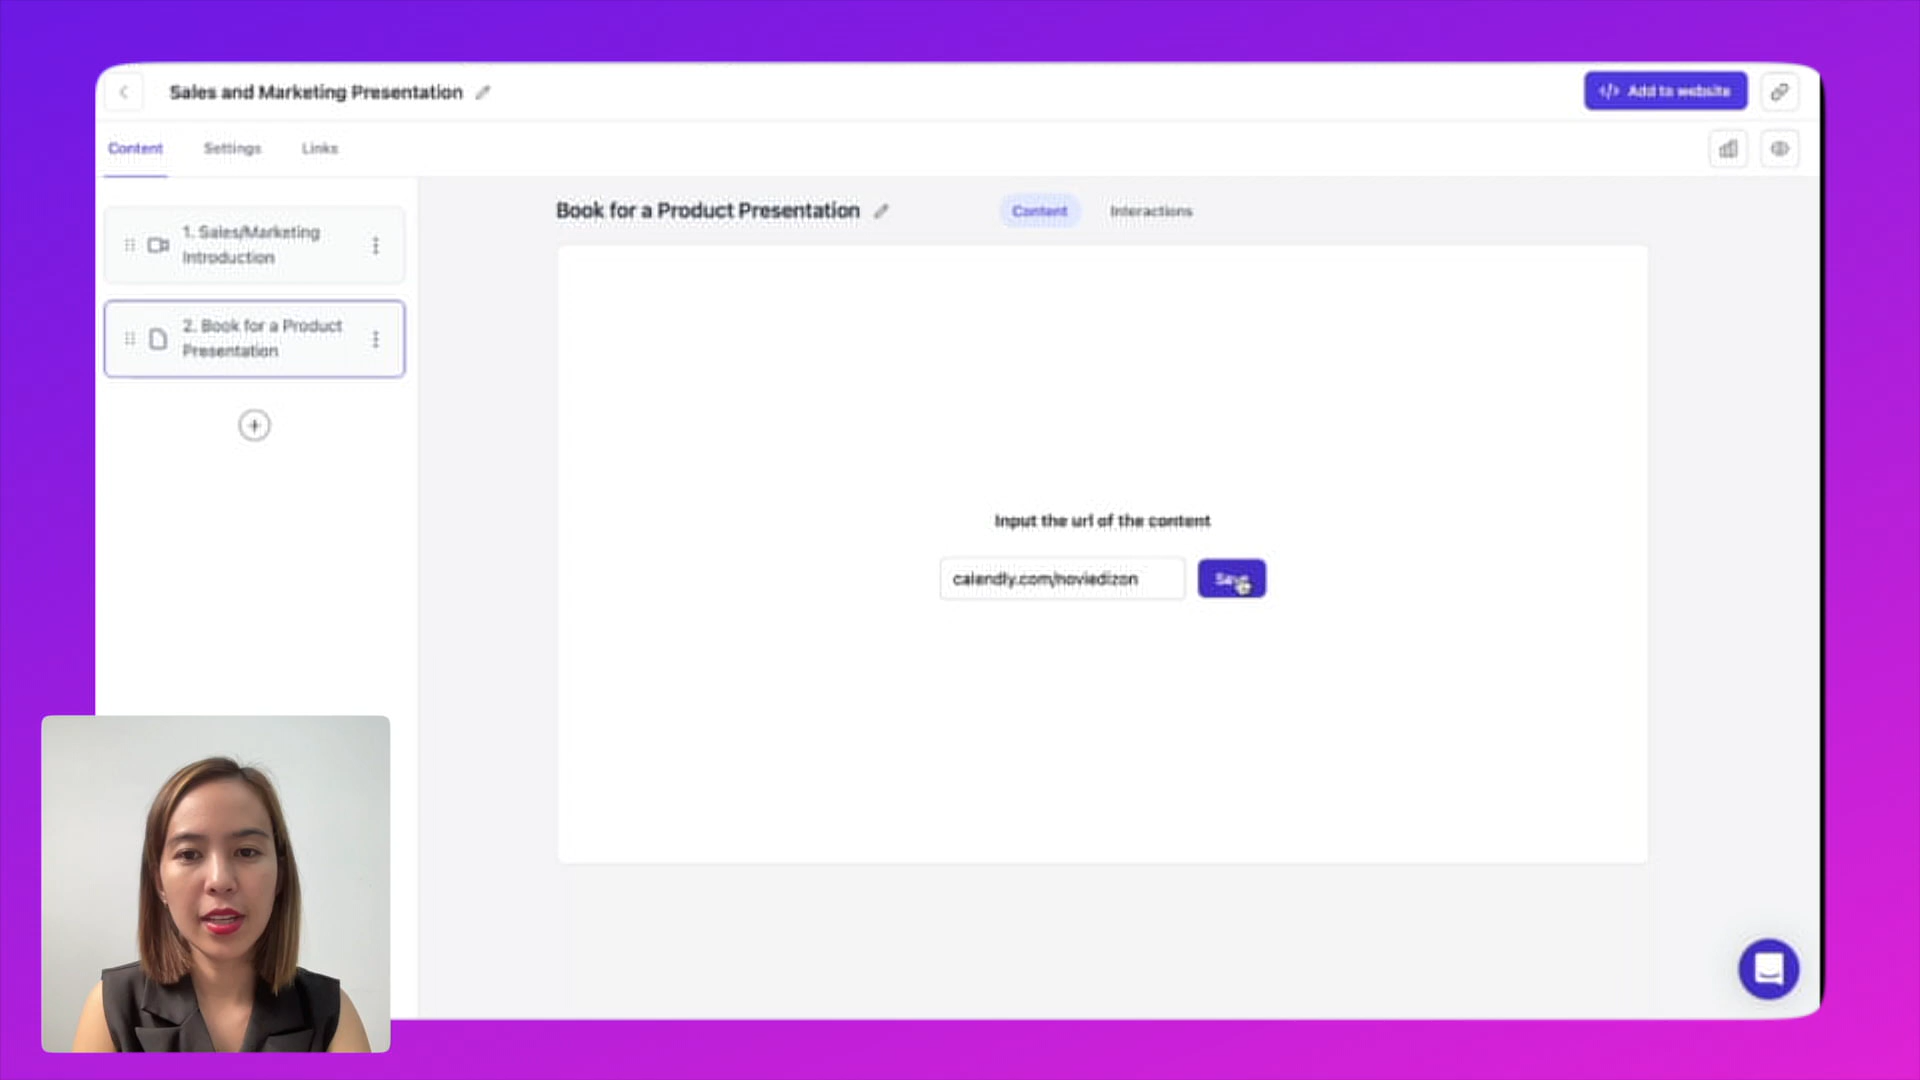 Sales and Marketing Presentation
</> Add to website
Content Settings Links
1. Sales/Marketing
Introduction
2. Book for a Product
Presentation
Book for a Product Presentation
Content Interactions
Input the url of the content
calendly.com/noviedizon
Save